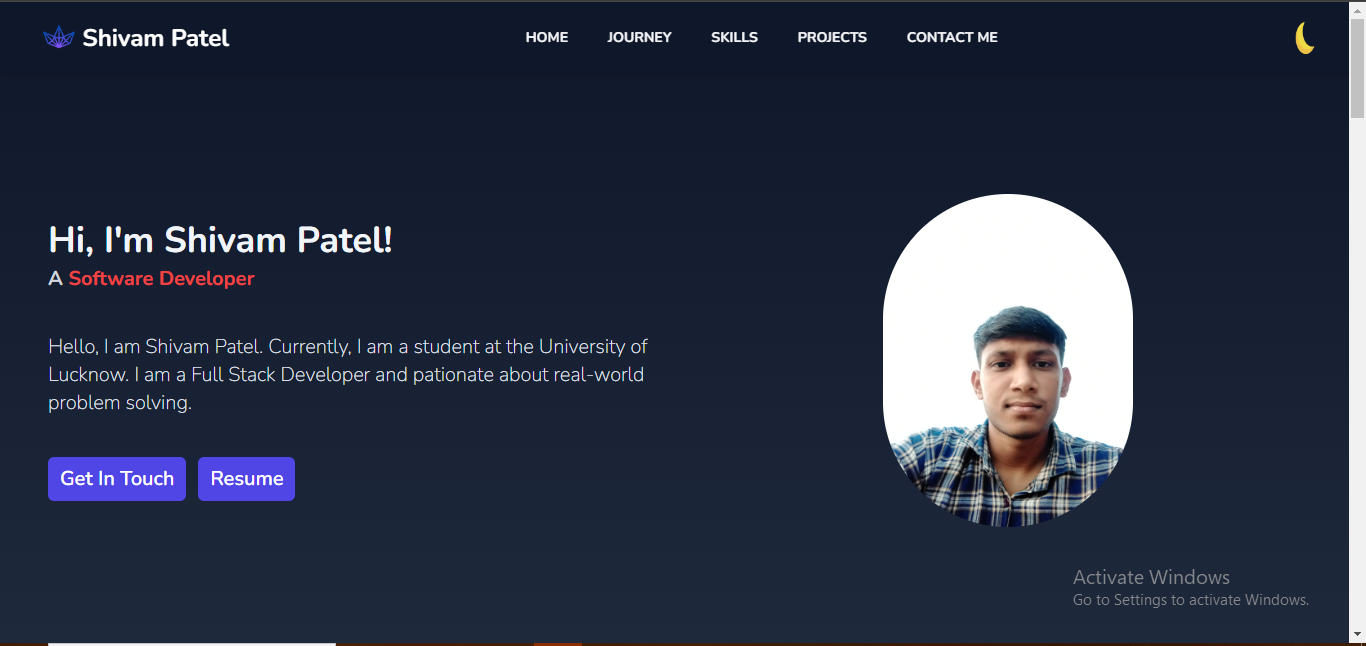 Shivam Patel
HOME JOURNEY SKILLS PROJECTS CONTACT ME
Hi, I'm Shivam Patel!
A Software Developer
Hello, I am Shivam Patel. Currently, I am a student at the University of
Lucknow. I am a Full Stack Developer and pationate about real-world
problem solving.
Get In Touch Resume
Activate Windows
Go to Settings to activate Windows.